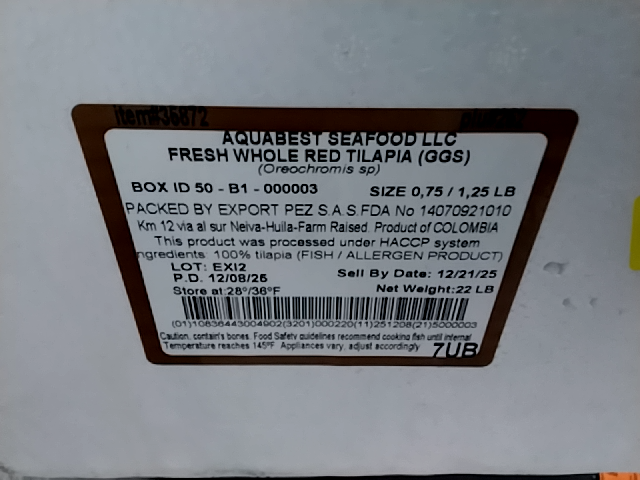 item#36872
AQUABEST SEAFOOD LLC
FRESH WHOLE RED TILAPIA (GGS)
(Oreochromis sp)
BOX ID 50 - B1 - 000003 SIZE 0,75 / 1,25 LB
PACKED BY EXPORT PEZ S.A.S.FDA No 14070921010
Km 12 via al sur Neiva-Huila-Farm Raised. Product of COLOMBIA
This product was processed under HACCP system
ngredients: 100% tilapia (FISH / ALLERGEN PRODUCT)
LOT: EXI2
P.D. 12/08/25 Sell By Date: 12/21/25
Store at:28°/36°F Net Weight:22 LB
(01)10836443004902(3201)000220(11)251208(21)5000003
Caution, contain's bones. Food Safety guidelines recommend cooking fish until internal
Temperature reaches 145°F. Appliances vary, adjust accordingly 7UB